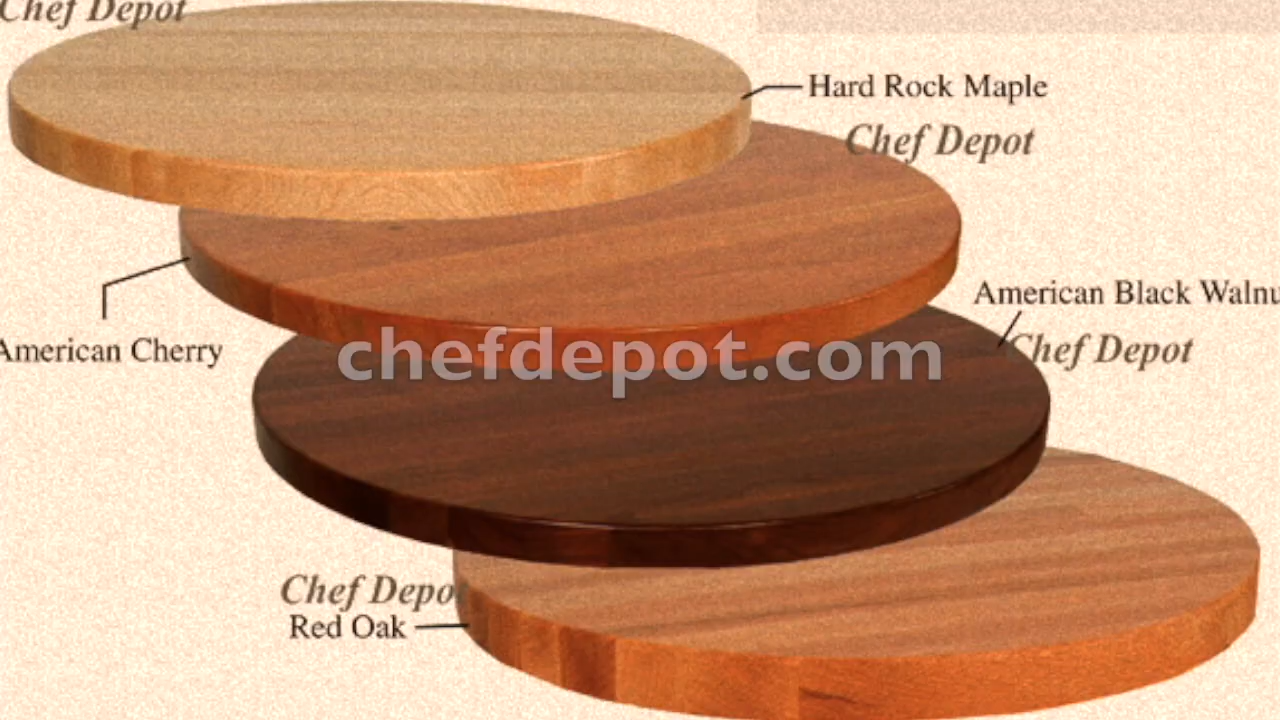 Chef Depot
Hard Rock Maple
Chef Depot
American Black Walnu
American Cherry
chefdepot.com
Chef Depot
Chef Depot
Red Oak